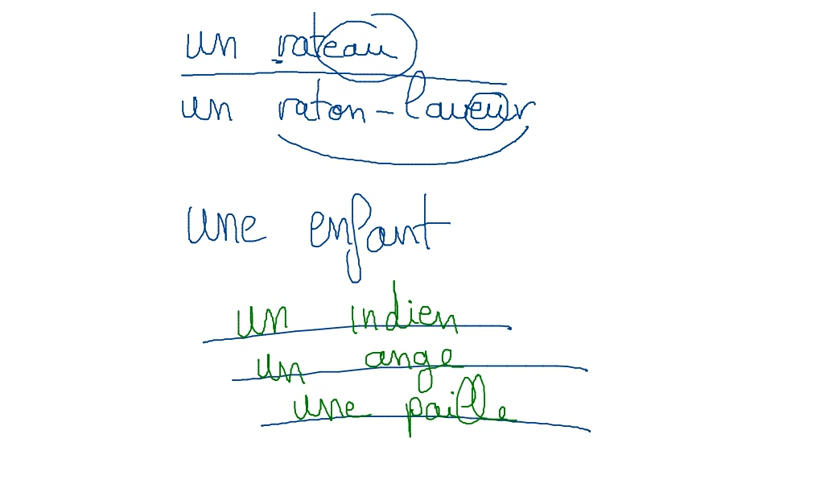 un rateau
un raton-laveur
une enfant
un indien
un ange
une paille